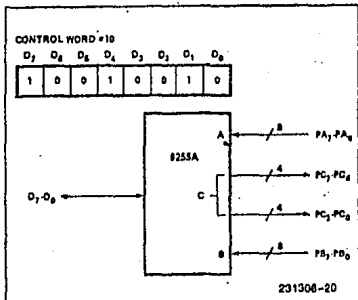 CONTROL WORD #10
D7 D6 D5 D4 D3 D2 D1 D0
1 0 0 1 0 0 1 0
8255A
A
8
PA7-PA0
4
PC7-PC4
C
D7-D0
4
PC3-PC0
B
8
PB7-PB0
231306-20